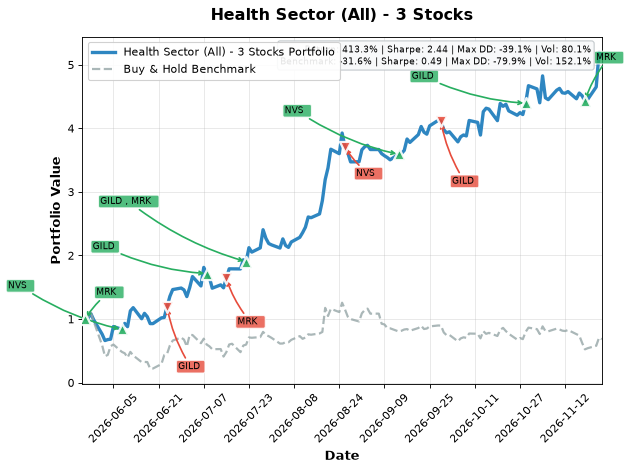 Health Sector (All) - 3 Stocks
Health Sector (All) - 3 Stocks Portfolio
Buy & Hold Benchmark
413.3% | Sharpe: 2.44 | Max DD: -39.1% | Vol: 80.1%
Benchmark: -31.6% | Sharpe: 0.49 | Max DD: -79.9% | Vol: 152.1%
MRK
GILD
NVS
NVS
GILD
GILD , MRK
GILD
NVS
MRK
MRK
GILD
Portfolio Value
5
4
3
2
1
0
2026-06-05
2026-06-21
2026-07-07
2026-07-23
2026-08-08
2026-08-24
2026-09-09
2026-09-25
2026-10-11
2026-10-27
2026-11-12
Date